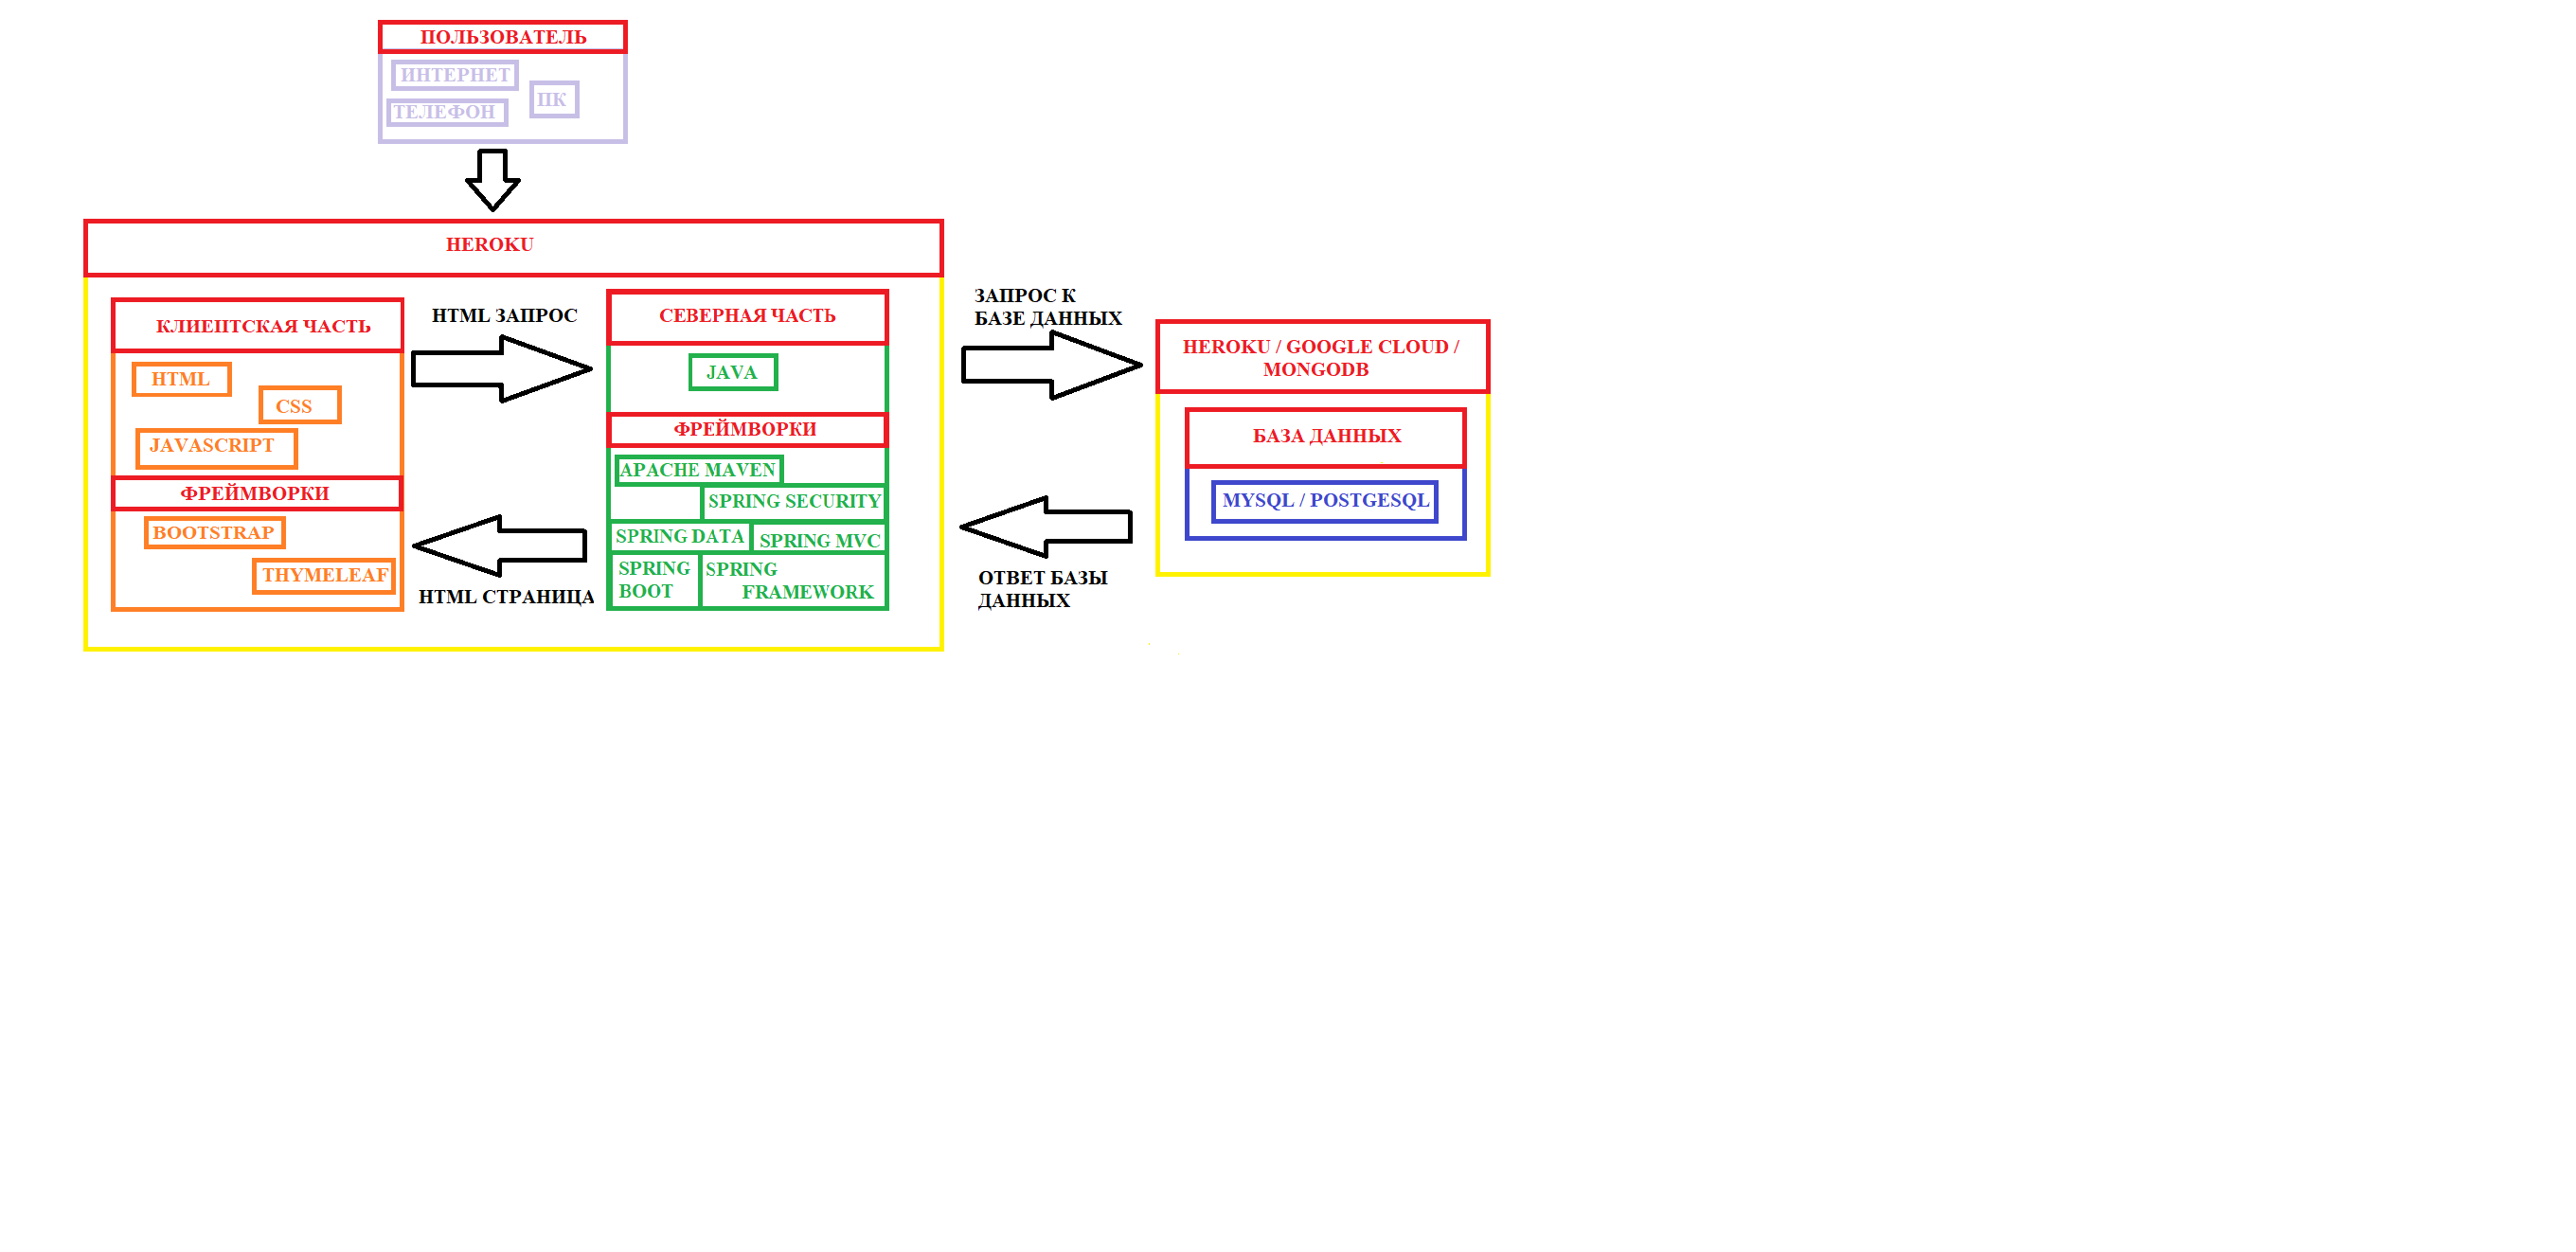 ПОЛЬЗОВАТЕЛЬ
ИНТЕРНЕТ
ПК
ТЕЛЕФОН
HEROKU
КЛИЕПТСКАЯ ЧАСТЬ
HTML
CSS
JAVASCRIPT
ФРЕЙМВОРКИ
BOOTSTRAP
THYMELEAF
HTML ЗАПРОС
HTML СТРАНИЦА
СЕВЕРНАЯ ЧАСТЬ
JAVA
ФРЕЙМВОРКИ
APACHE MAVEN
SPRING SECURITY
SPRING DATA
SPRING MVC
SPRING
BOOT
SPRING
FRAMEWORK
ЗАПРОС К
БАЗЕ ДАННЫХ
ОТВЕТ БАЗЫ
ДАННЫХ
HEROKU / GOOGLE CLOUD /
MONGODB
БАЗА ДАННЫХ
MYSQL / POSTGESQL